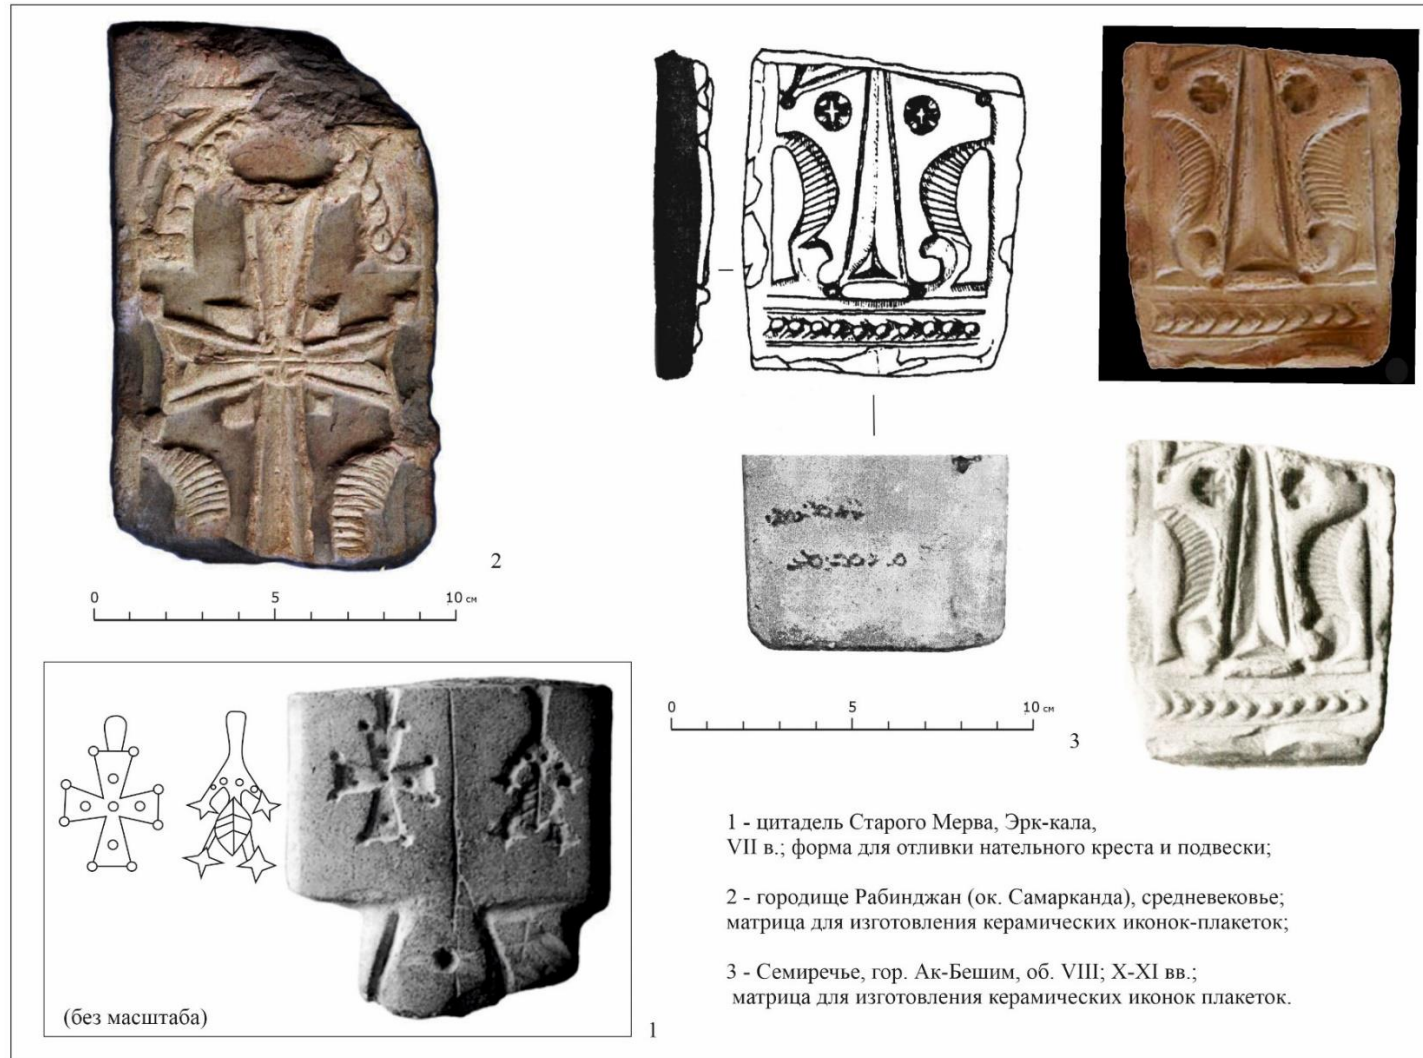 2
0 5 10 см
0 5 10 см
3
1 - цитадель Старого Мерва, Эрк-кала,
VII в.; форма для отливки нательного креста и подвески;
2 - городище Рабинджан (ок. Самарканда), средневековье;
матрица для изготовления керамических иконок-плакеток;
3 - Семиречье, гор. Ак-Бешим, об. VIII; X-XI вв.;
матрица для изготовления керамических иконок плакеток.
(без масштаба)
1